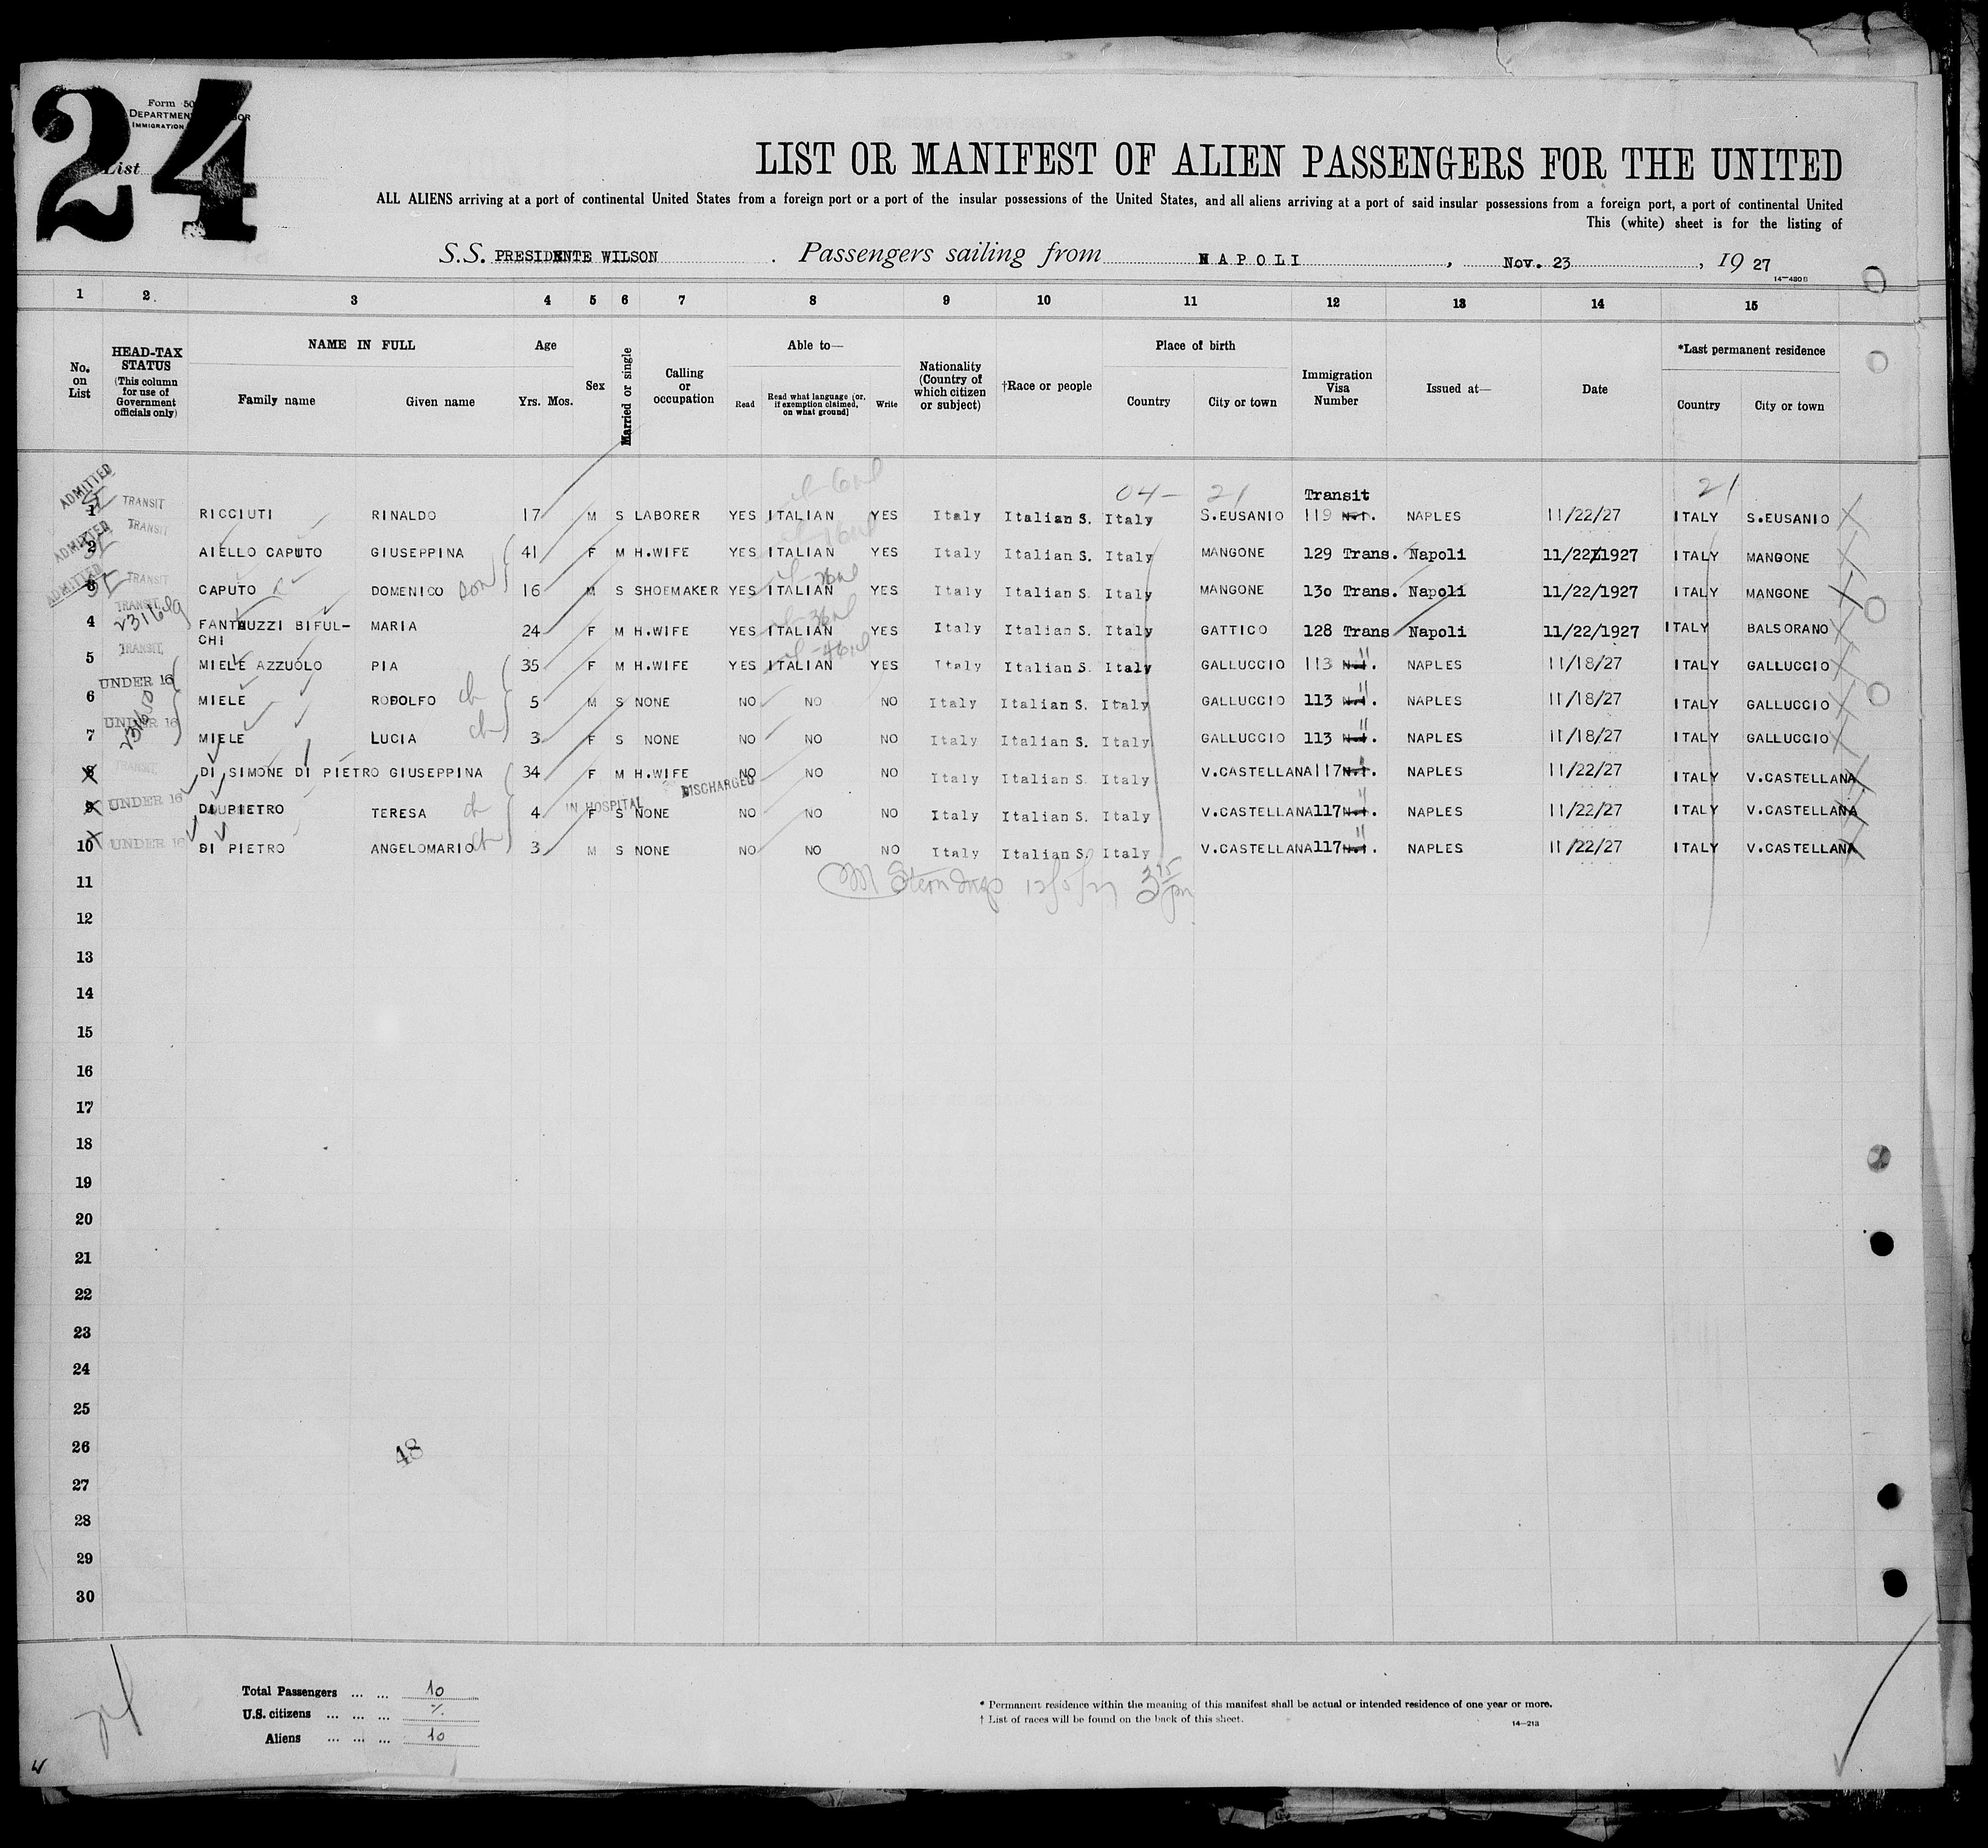 24
Form 50
DEPARTMEN
IMMIGRATION
List
LIST OR MANIFEST OF ALIEN PASSENGERS FOR THE UNITED
ALL ALIENS arriving at a port of continental United States from a foreign port or a port of the insular possessions of the United States, and all aliens arriving at a port of said insular possessions from a foreign port, a port of continental United
This (white) sheet is for the listing of
S.S. PRESIDENTE WILSON . Passengers sailing from NAPOLI , Nov. 23 , 19 27
14-480B
1 2 3 4 5 6 7 8 9 10 11 12 13 14 15
No. on List
HEAD-TAX STATUS (This column for use of Government officials only)
NAME IN FULL
Family name Given name
Age
Yrs. Mos.
Sex
Married or single
Calling or occupation
Able to—
Read Read what language [or, if exemption claimed, on what ground] Write
Nationality (Country of which citizen or subject)
†Race or people
Place of birth
Country City or town
Immigration Visa Number
Issued at—
Date
*Last permanent residence
Country City or town
04- 21 Transit 21
ADMITTED TRANSIT
1 RICCIUTI RINALDO 17 M S LABORER YES ITALIAN YES Italy Italian S. Italy S.EUSANIO 119 N.I. NAPLES 11/22/27 ITALY S.EUSANIO
ADMITTED TRANSIT
2 AIELLO CAPUTO GIUSEPPINA 41 F M H.WIFE YES ITALIAN YES Italy Italian S. Italy MANGONE 129 Trans. Napoli 11/22/1927 ITALY MANGONE
ADMITTED TRANSIT
3 CAPUTO DOMENICO son 16 M S SHOEMAKER YES ITALIAN YES Italy Italian S. Italy MANGONE 130 Trans. Napoli 11/22/1927 ITALY MANGONE
TRANSIT
4 FANTAUZZI BIFUL- MARIA 24 F M H.WIFE YES ITALIAN YES Italy Italian S. Italy GATTICO 128 Trans Napoli 11/22/1927 ITALY BALSORANO
CHI
TRANSIT
5 MIELE AZZUOLO PIA 35 F M H.WIFE YES ITALIAN YES Italy Italian S. Italy GALLUCCIO 113 N.I. " NAPLES 11/18/27 ITALY GALLUCCIO
UNDER 16
6 MIELE RODOLFO ch 5 M S NONE NO NO NO Italy Italian S. Italy GALLUCCIO 113 N.I. " NAPLES 11/18/27 ITALY GALLUCCIO
UNDER 16
7 MIELE LUCIA ch 3 F S NONE NO NO NO Italy Italian S. Italy GALLUCCIO 113 N.I. " NAPLES 11/18/27 ITALY GALLUCCIO
TRANSIT
8 DI SIMONE DI PIETRO GIUSEPPINA 34 F M H.WIFE NO NO NO Italy Italian S. Italy V.CASTELLANA 117 N.I. NAPLES 11/22/27 ITALY V.CASTELLANA
IN HOSPITAL DISCHARGED
9 UNDER 16 DI PIETRO TERESA ch 4 F S NONE NO NO NO Italy Italian S. Italy V.CASTELLANA 117 N.I. " NAPLES 11/22/27 ITALY V.CASTELLANA
10 UNDER 16 DI PIETRO ANGELOMARIO ch 3 M S NONE NO NO NO Italy Italian S. Italy V.CASTELLANA 117 N.I. " NAPLES 11/22/27 ITALY V.CASTELLANA
M Stern Insp 12/5/27 3 15 pm
11
12
13
14
15
16
17
18
19
20
21
22
23
24
25
26
27
28
29
30
48
Total Passengers ... ... 10
U.S. citizens ... ... ... %
Aliens ... ... ... 10
* Permanent residence within the meaning of this manifest shall be actual or intended residence of one year or more.
† List of races will be found on the back of this sheet.
14-213